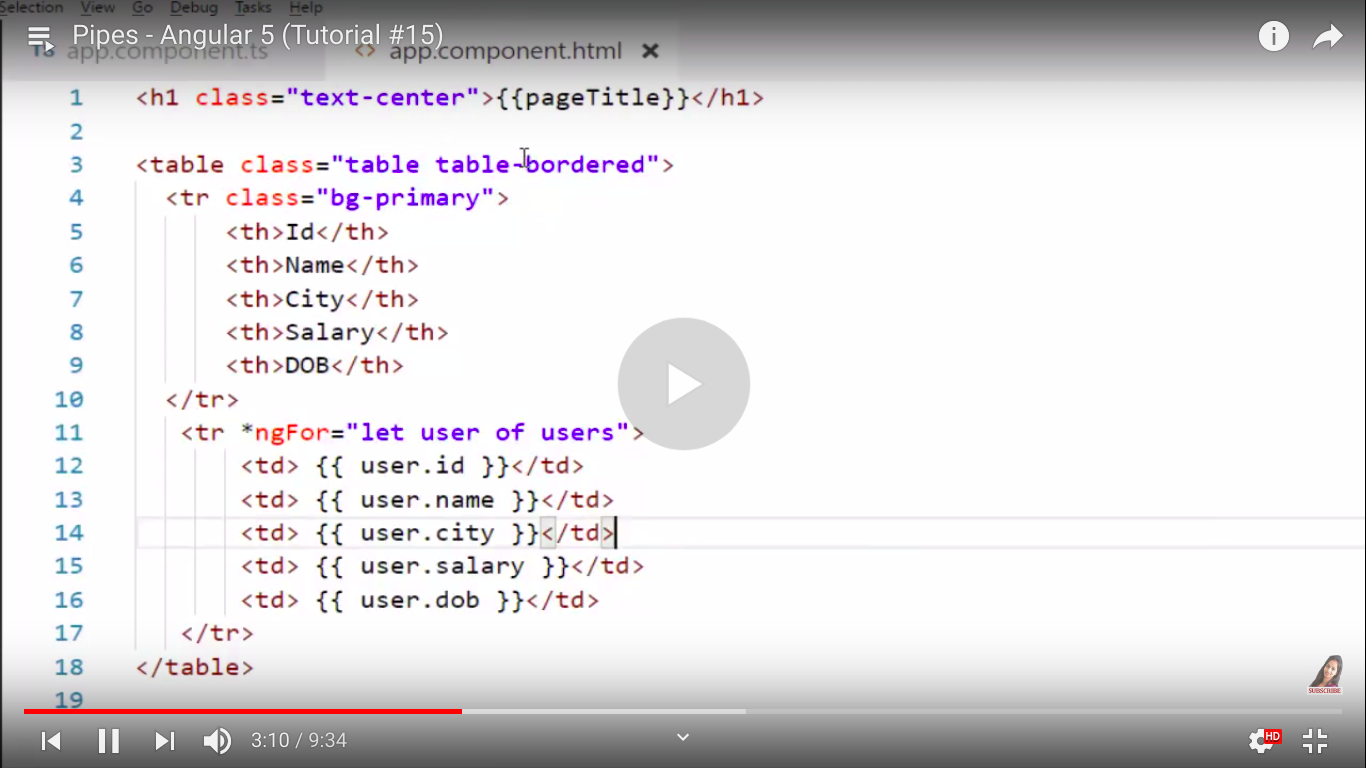 Selection View Go Debug Tasks Help
Pipes - Angular 5 (Tutorial #15)
TS app.component.ts <> app.component.html ×
1 <h1 class="text-center">{{pageTitle}}</h1>
2
3 <table class="table table-bordered">
4 <tr class="bg-primary">
5 <th>Id</th>
6 <th>Name</th>
7 <th>City</th>
8 <th>Salary</th>
9 <th>DOB</th>
10 </tr>
11 <tr *ngFor="let user of users">
12 <td> {{ user.id }}</td>
13 <td> {{ user.name }}</td>
14 <td> {{ user.city }}</td>
15 <td> {{ user.salary }}</td>
16 <td> {{ user.dob }}</td>
17 </tr>
18 </table>
19
SUBSCRIBE
3:10 / 9:34
HD